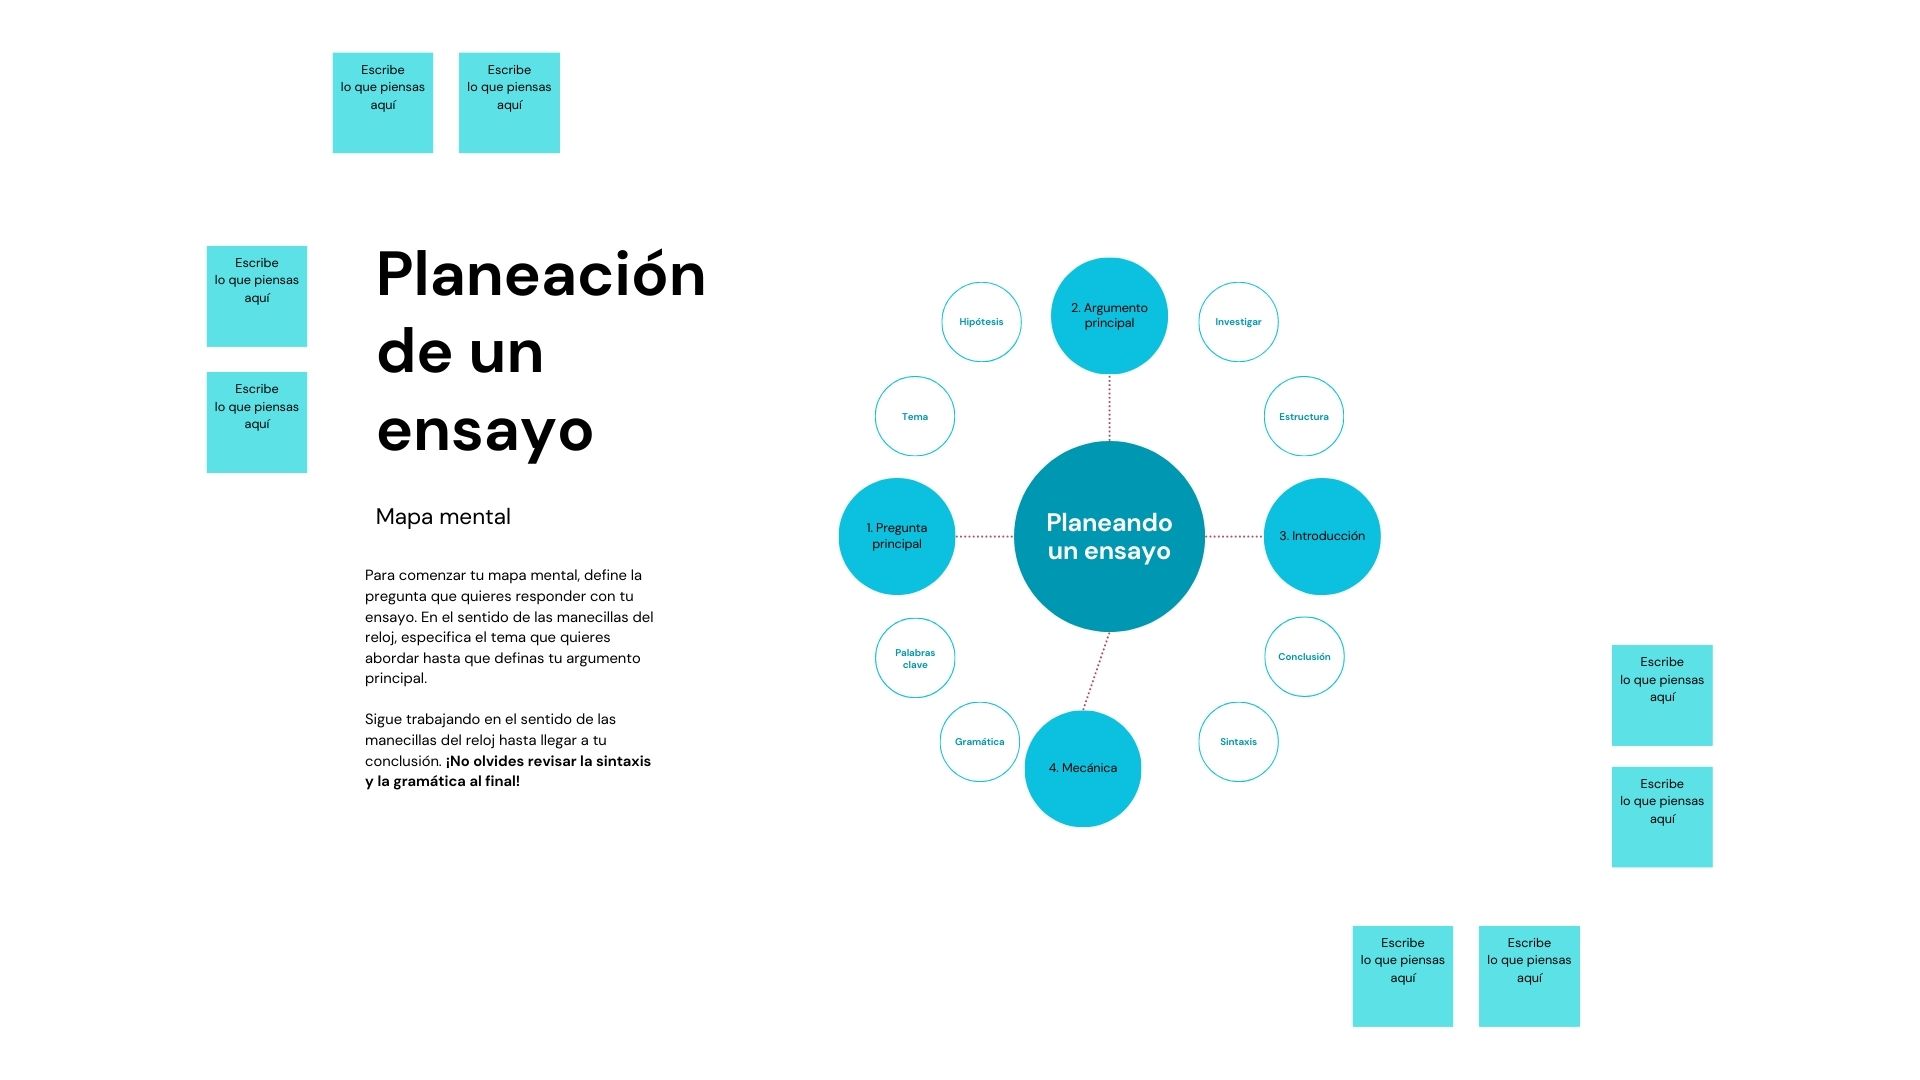 Escribe
lo que piensas
aquí
Escribe
lo que piensas
aquí
Escribe
lo que piensas
aquí
Escribe
lo que piensas
aquí
Planeación
de un
ensayo
Mapa mental
Para comenzar tu mapa mental, define la
pregunta que quieres responder con tu
ensayo. En el sentido de las manecillas del
reloj, especifica el tema que quieres
abordar hasta que definas tu argumento
principal.
Sigue trabajando en el sentido de las
manecillas del reloj hasta llegar a tu
conclusión. ¡No olvides revisar la sintaxis
y la gramática al final!
Planeando
un ensayo
1. Pregunta
principal
Tema
Hipótesis
2. Argumento
principal
Investigar
Estructura
3. Introducción
Conclusión
Sintaxis
4. Mecánica
Gramática
Palabras
clave
Escribe
lo que piensas
aquí
Escribe
lo que piensas
aquí
Escribe
lo que piensas
aquí
Escribe
lo que piensas
aquí